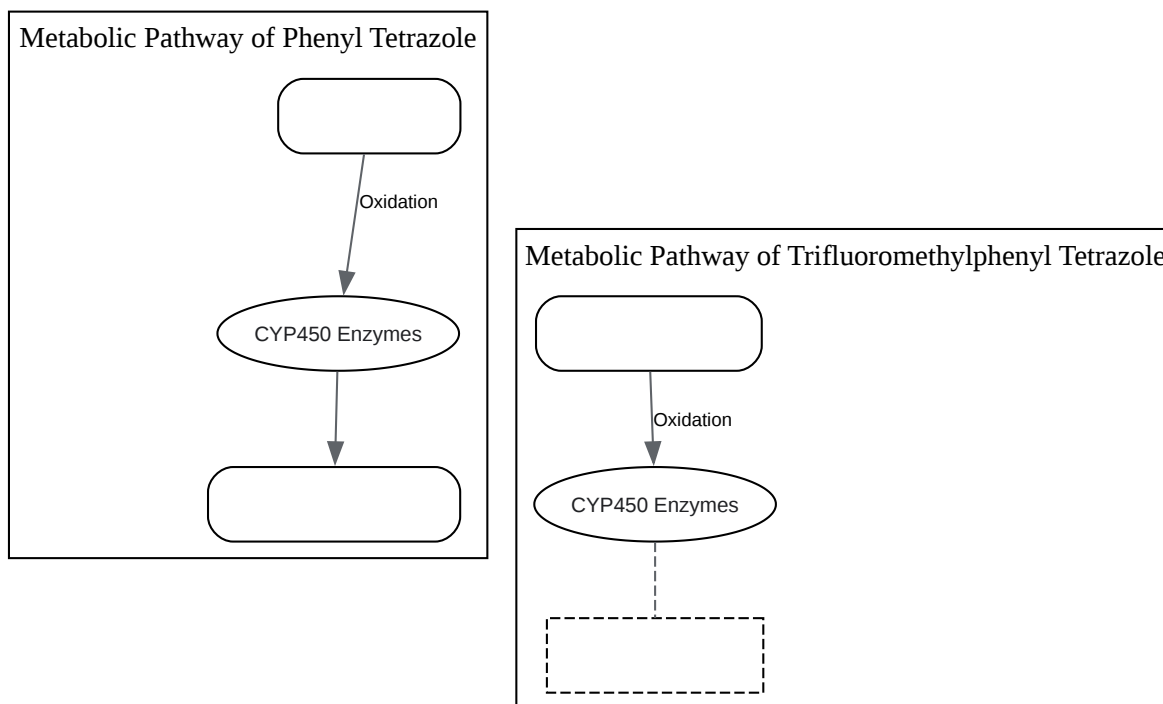 Metabolic Pathway of Phenyl Tetrazole
Oxidation
CYP450 Enzymes
Metabolic Pathway of Trifluoromethylphenyl Tetrazole
Oxidation
CYP450 Enzymes